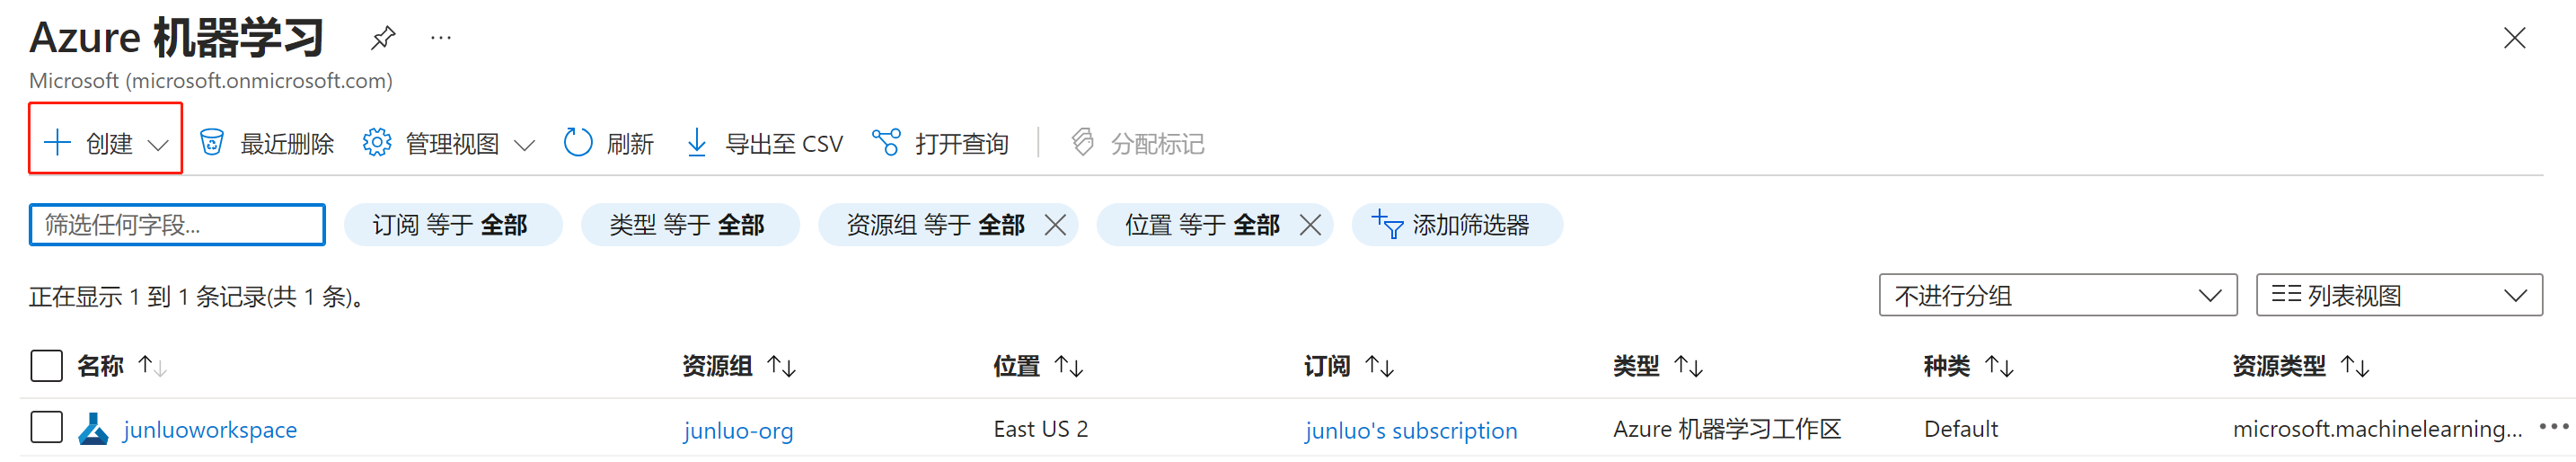 Azure 机器学习
Microsoft (microsoft.onmicrosoft.com)
创建 最近删除 管理视图 刷新 导出至 CSV 打开查询 分配标记
筛选任何字段... 订阅 等于 全部 类型 等于 全部 资源组 等于 全部 位置 等于 全部 添加筛选器
正在显示 1 到 1 条记录(共 1 条)。 不进行分组 列表视图
名称 资源组 位置 订阅 类型 种类 资源类型
junluoworkspace junluo-org East US 2 junluo's subscription Azure 机器学习工作区 Default microsoft.machinelearning...